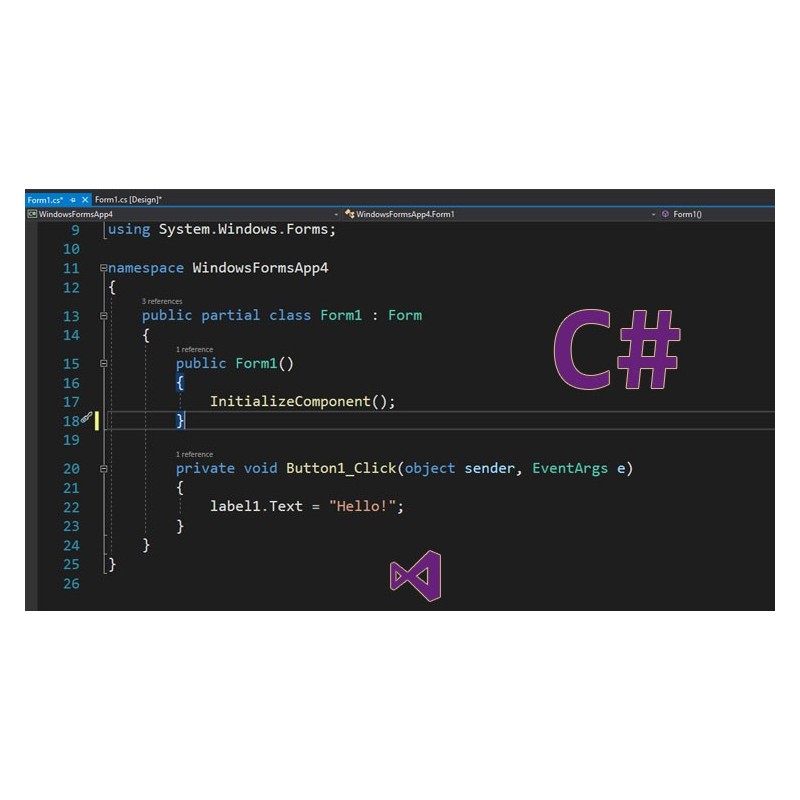 Form1.cs* Form1.cs [Design]*
C# WindowsFormsApp4 WindowsFormsApp4.Form1 Form1()
9 using System.Windows.Forms;
10
11 namespace WindowsFormsApp4
12 {
3 references
13 public partial class Form1 : Form
14 {
1 reference
15 public Form1()
16 {
17 InitializeComponent();
18 }
19
1 reference
20 private void Button1_Click(object sender, EventArgs e)
21 {
22 label1.Text = "Hello!";
23 }
24 }
25 }
26
C#